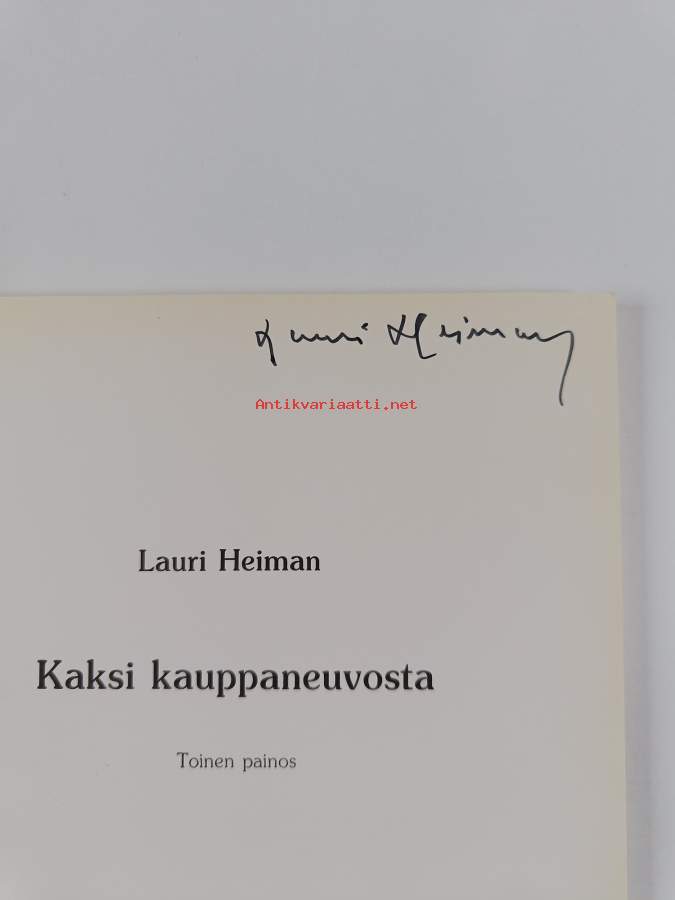 Lauri Heiman
Antikvariaatti.net
Lauri Heiman
Kaksi kauppaneuvosta
Toinen painos